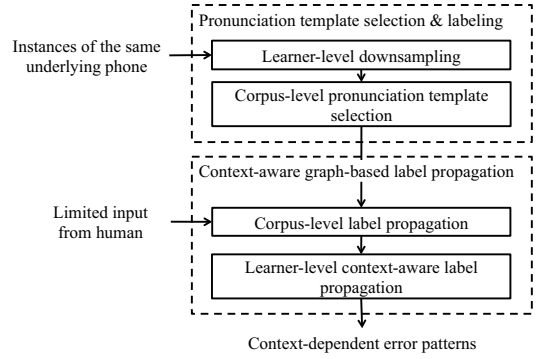 Pronunciation template selection & labeling
Instances of the same
underlying phone
Learner-level downsampling
Corpus-level pronunciation template
selection
Context-aware graph-based label propagation
Limited input
from human
Corpus-level label propagation
Learner-level context-aware label
propagation
Context-dependent error patterns